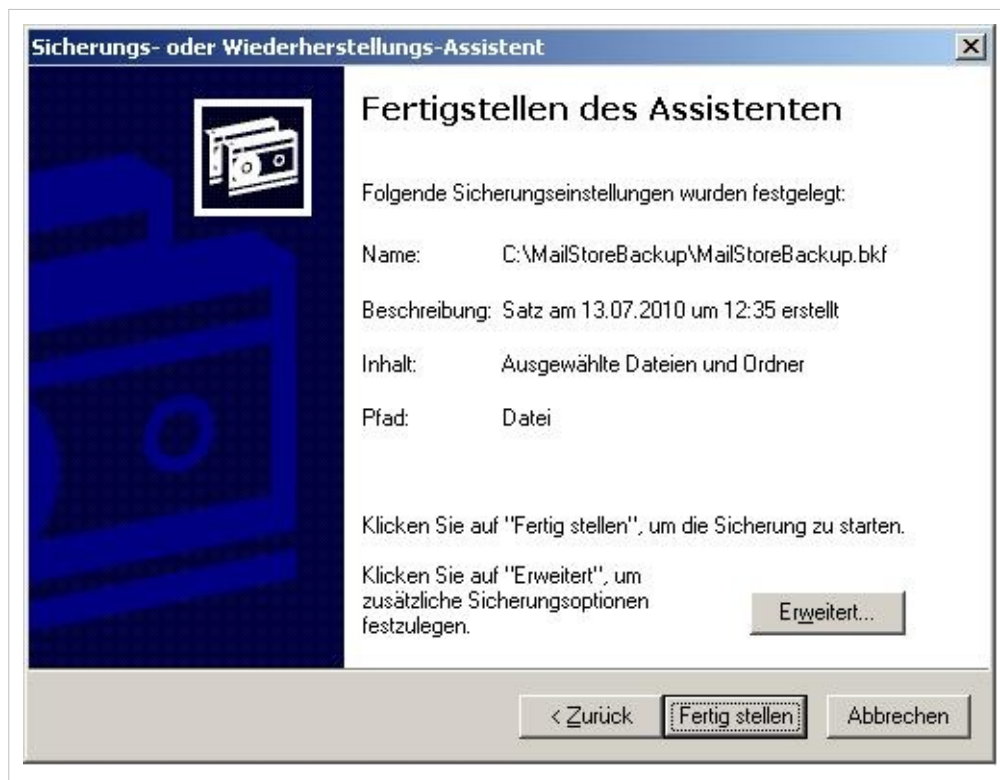 Sicherungs- oder Wiederherstellungs-Assistent
Fertigstellen des Assistenten
Folgende Sicherungseinstellungen wurden festgelegt:
Name: C:\MailStoreBackup\MailStoreBackup.bkf
Beschreibung: Satz am 13.07.2010 um 12:35 erstellt
Inhalt: Ausgewählte Dateien und Ordner
Pfad: Datei
Klicken Sie auf "Fertig stellen", um die Sicherung zu starten.
Klicken Sie auf "Erweitert", um
zusätzliche Sicherungsoptionen
festzulegen.
Erweitert...
< Zurück Fertig stellen Abbrechen